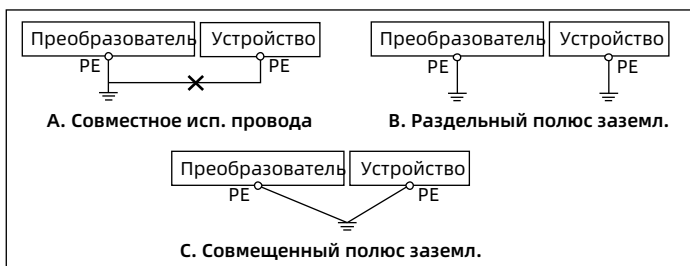 Преобразователь Устройство Преобразователь Устройство
PE PE PE PE
A. Совместное исп. провода B. Раздельный полюс заземл.
Преобразователь Устройство
PE PE
C. Совмещенный полюс заземл.